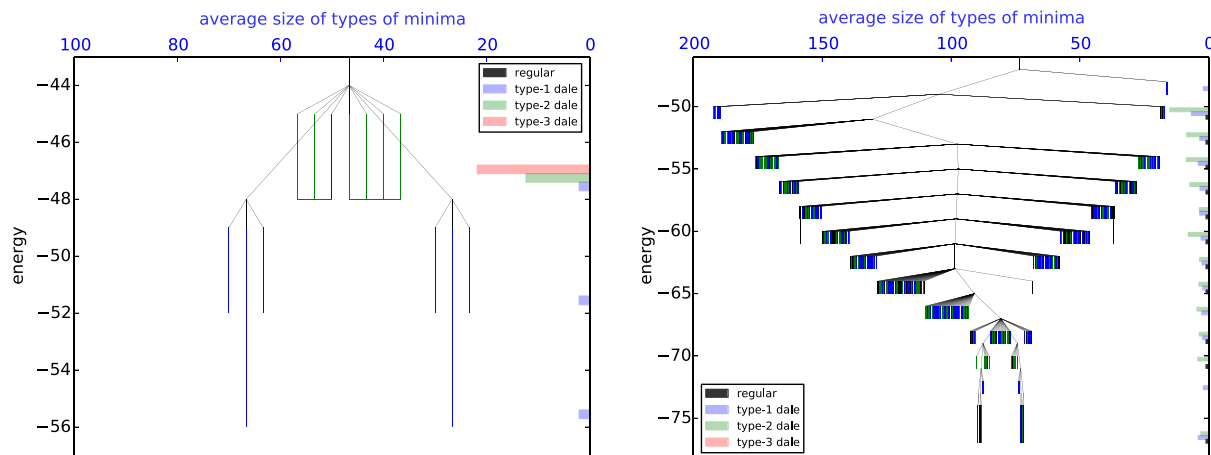 average size of types of minima
100 80 60 40 20 0
regular
type-1 dale
type-2 dale
type-3 dale
−44
−46
−48
−50
−52
−54
−56
energy
average size of types of minima
200 150 100 50 0
−50
−55
−60
−65
−70
−75
energy
regular
type-1 dale
type-2 dale
type-3 dale